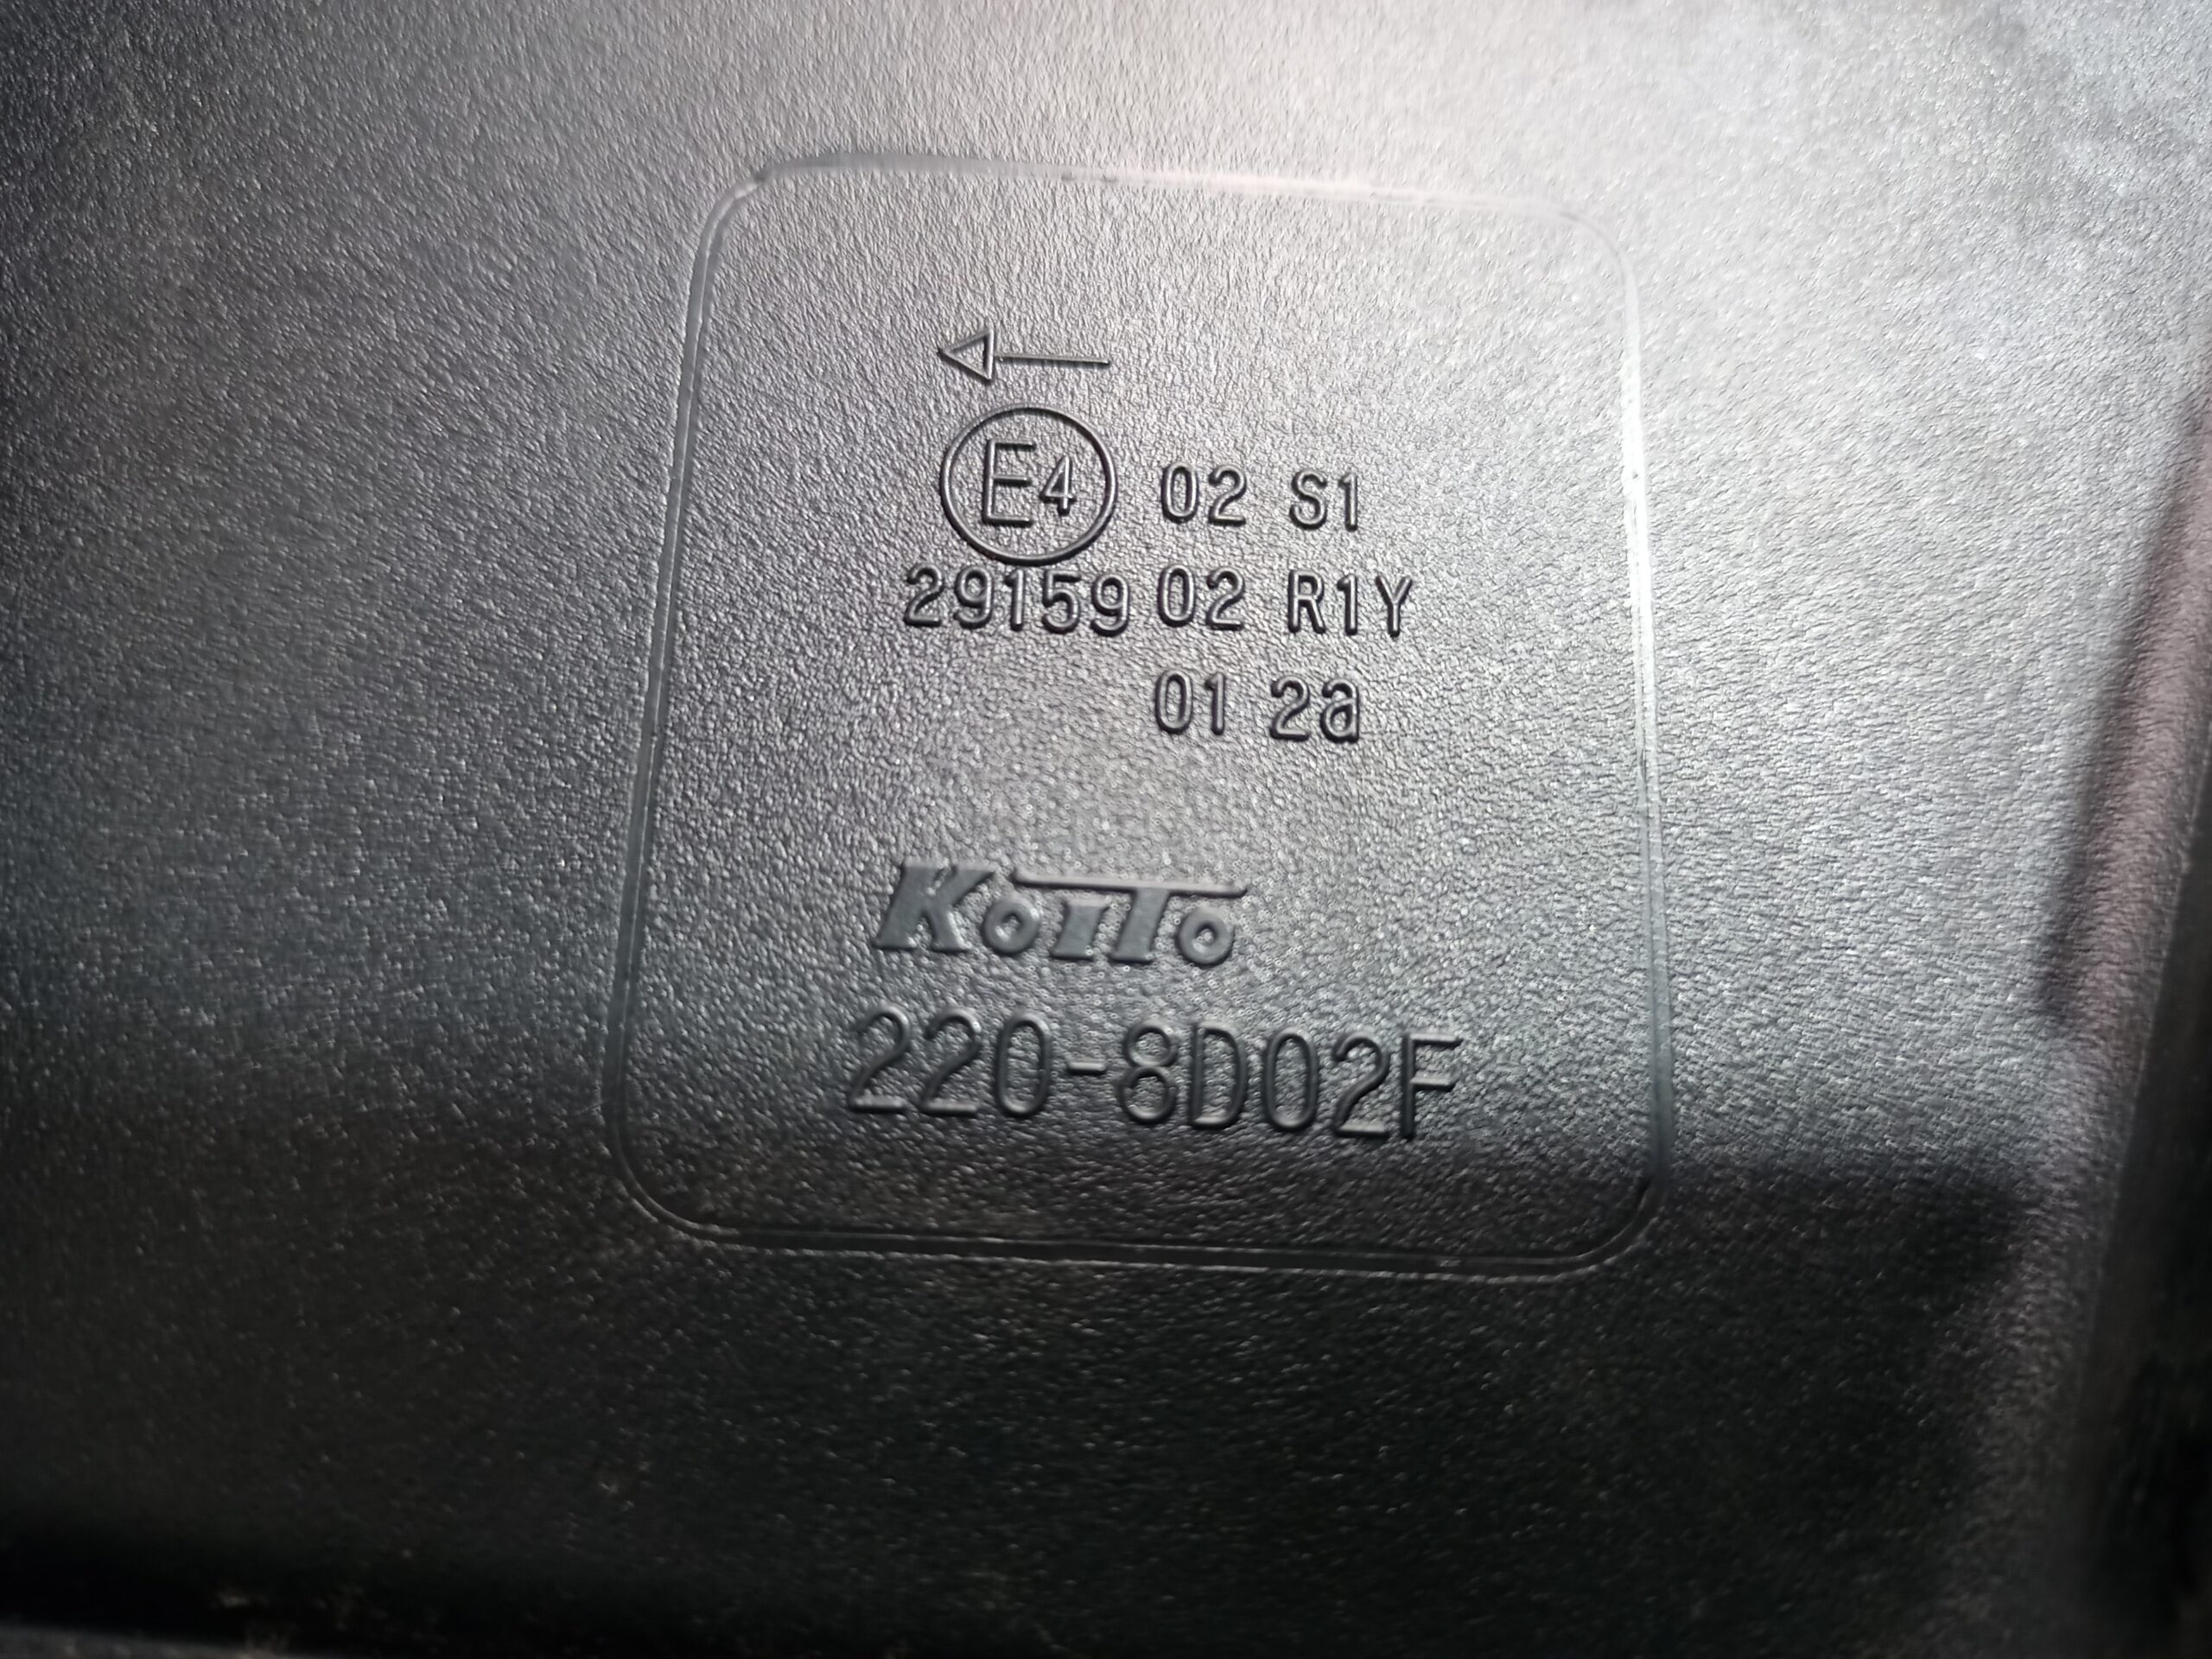 E4 02 S1
29159 02 R1Y
01 2a
KOITO
220-8D02F